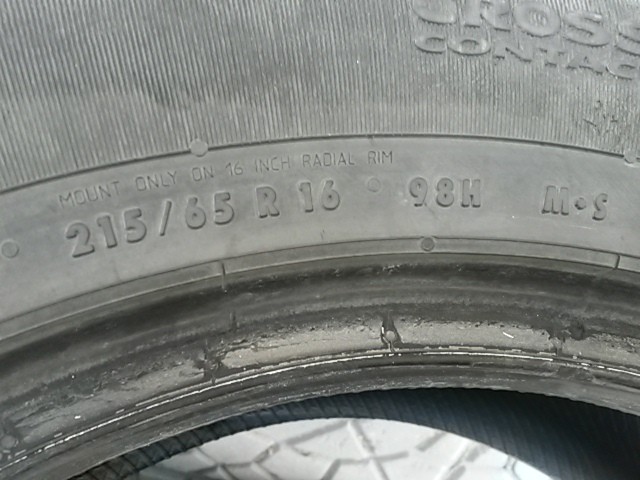 CROSS
CONTAC
MOUNT ONLY ON 16 INCH RADIAL RIM
215/65 R 16 98H M•S